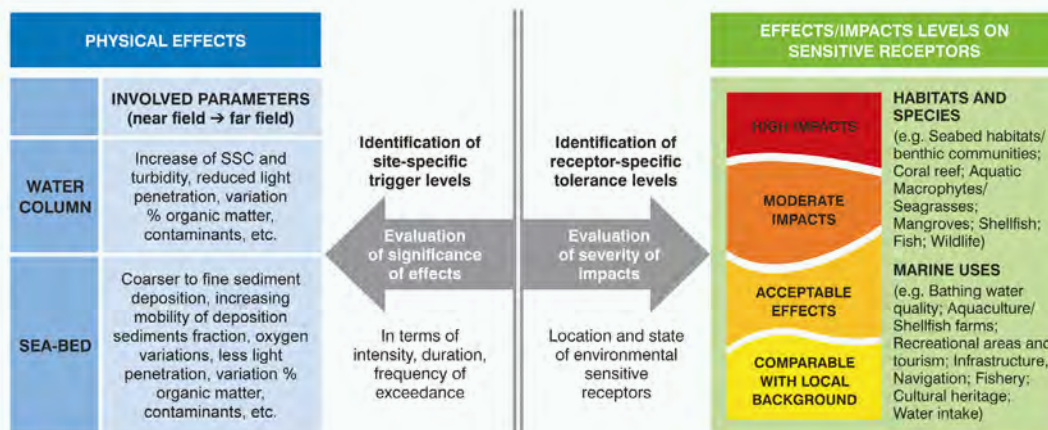 PHYSICAL EFFECTS
INVOLVED PARAMETERS
(near field → far field)
WATER
COLUMN
Increase of SSC and
turbidity, reduced light
penetration, variation
% organic matter,
contaminants, etc.
SEA-BED
Coarser to fine sediment
deposition, increasing
mobility of deposition
sediments fraction, oxygen
variations, less light
penetration, variation %
organic matter,
contaminants, etc.
Identification of
site-specific
trigger levels
Evaluation
of significance
of effects
In terms of
intensity, duration,
frequency of
exceedance
Identification of
receptor-specific
tolerance levels
Evaluation
of severity of
impacts
Location and state
of environmental
sensitive
receptors
EFFECTS/IMPACTS LEVELS ON
SENSITIVE RECEPTORS
HIGH IMPACTS
MODERATE
IMPACTS
ACCEPTABLE
EFFECTS
COMPARABLE
WITH LOCAL
BACKGROUND
HABITATS AND
SPECIES
(e.g. Seabed habitats/
benthic communities;
Coral reef; Aquatic
Macrophytes/
Seagrasses;
Mangroves; Shellfish;
Fish; Wildlife)
MARINE USES
(e.g. Bathing water
quality; Aquaculture/
Shellfish farms;
Recreational areas and
tourism; Infrastructure,
Navigation; Fishery;
Cultural heritage;
Water intake)